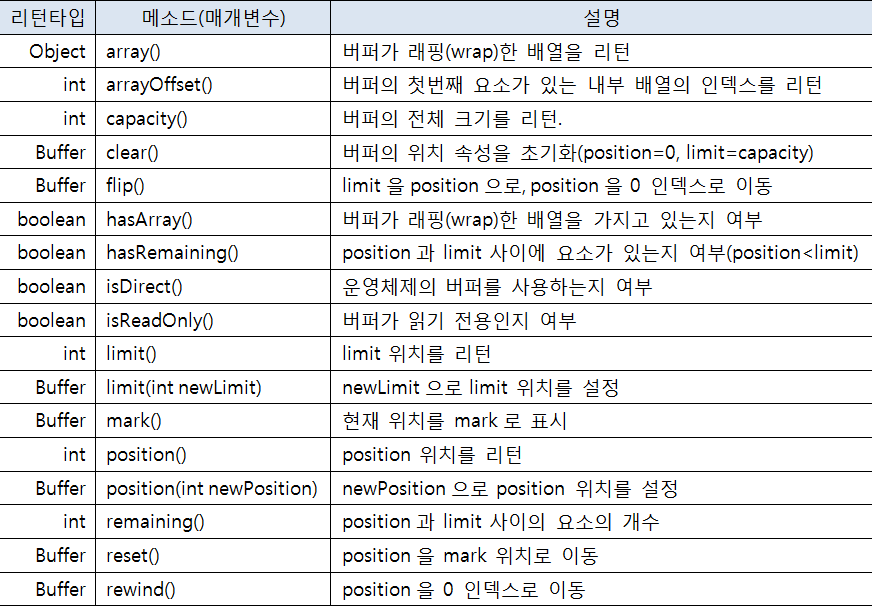 리턴타입 메소드(매개변수) 설명
Object array() 버퍼가 래핑(wrap)한 배열을 리턴
int arrayOffset() 버퍼의 첫번째 요소가 있는 내부 배열의 인덱스를 리턴
int capacity() 버퍼의 전체 크기를 리턴.
Buffer clear() 버퍼의 위치 속성을 초기화(position=0, limit=capacity)
Buffer flip() limit 을 position 으로, position 을 0 인덱스로 이동
boolean hasArray() 버퍼가 래핑(wrap)한 배열을 가지고 있는지 여부
boolean hasRemaining() position 과 limit 사이에 요소가 있는지 여부(position<limit)
boolean isDirect() 운영체제의 버퍼를 사용하는지 여부
boolean isReadOnly() 버퍼가 읽기 전용인지 여부
int limit() limit 위치를 리턴
Buffer limit(int newLimit) newLimit 으로 limit 위치를 설정
Buffer mark() 현재 위치를 mark 로 표시
int position() position 위치를 리턴
Buffer position(int newPosition) newPosition 으로 position 위치를 설정
int remaining() position 과 limit 사이의 요소의 개수
Buffer reset() position 을 mark 위치로 이동
Buffer rewind() position 을 0 인덱스로 이동